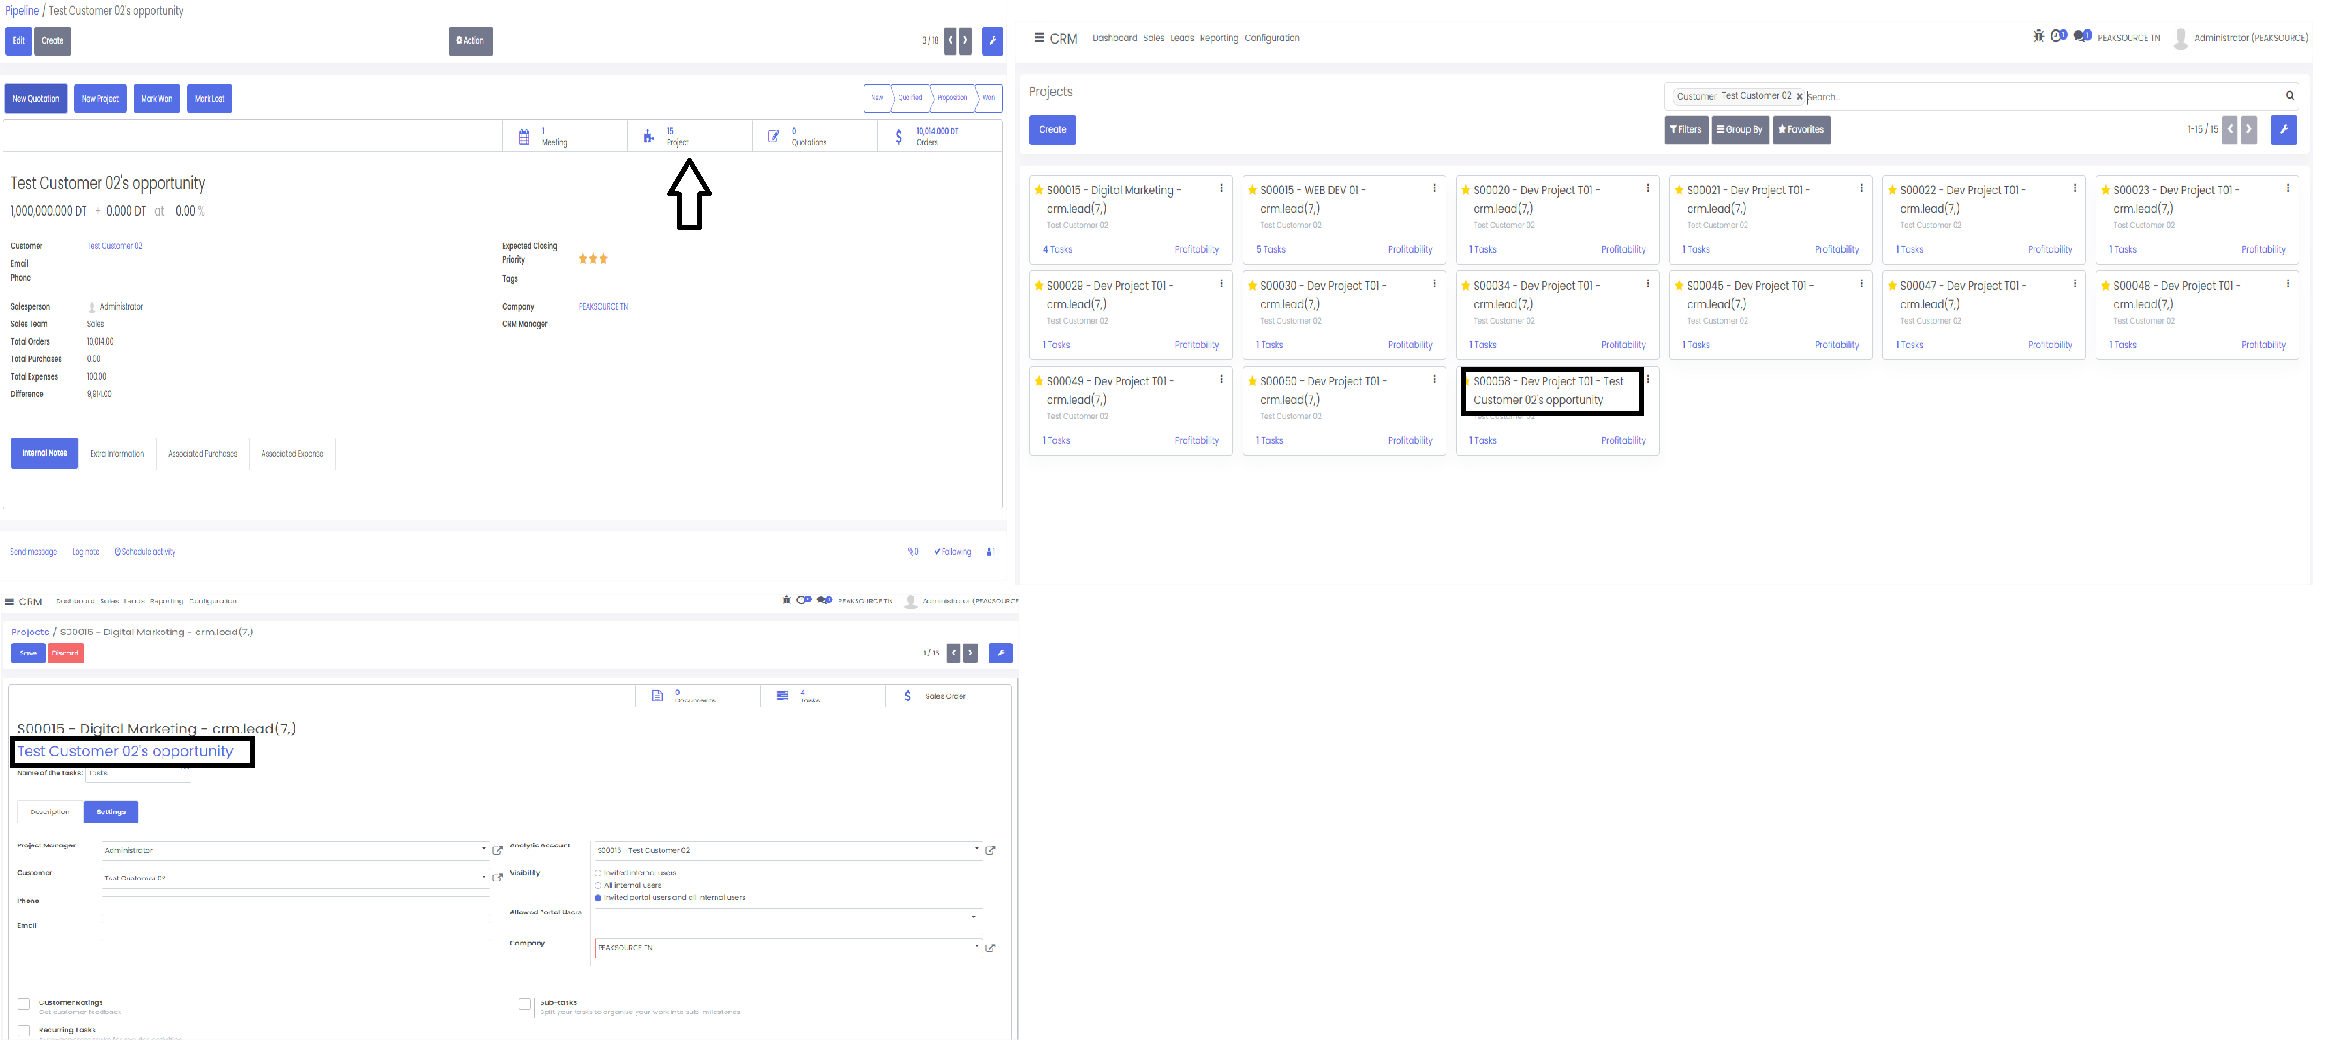 Pipeline / Test Customer 02's opportunity
Edit Create
Action
3 / 18
New Quotation New Project Mark Won Mark Lost
New Qualified Proposition Won
1 Meeting
15 Project
0 Quotations
10,014.000 DT Orders
Test Customer 02's opportunity
1,000,000.000 DT + 0.000 DT at 0.00 %
Customer Test Customer 02
Email
Phone
Expected Closing
Priority
Tags
Salesperson Administrator
Sales Team Sales
Total Orders 10,014.00
Total Purchases 0.00
Total Expenses 100.00
Difference 9,914.00
Company PEAKSOURCE TN
CRM Manager
Internal Notes Extra Information Associated Purchases Associated Expense
Send message Log note Schedule activity
0 Following 1
CRM Dashboard Sales Leads Reporting Configuration
1 1 PEAKSOURCE TN Administrator (PEAKSOURCE)
Projects
Customer Test Customer 02 x Search...
Create
Filters Group By Favorites
1-15 / 15
S00015 - Digital Marketing -
crm.lead(7,)
Test Customer 02
4 Tasks Profitability
S00015 - WEB DEV 01 -
crm.lead(7,)
Test Customer 02
5 Tasks Profitability
S00020 - Dev Project T01 -
crm.lead(7,)
Test Customer 02
1 Tasks Profitability
S00021 - Dev Project T01 -
crm.lead(7,)
Test Customer 02
1 Tasks Profitability
S00022 - Dev Project T01 -
crm.lead(7,)
Test Customer 02
1 Tasks Profitability
S00023 - Dev Project T01 -
crm.lead(7,)
Test Customer 02
1 Tasks Profitability
S00029 - Dev Project T01 -
crm.lead(7,)
Test Customer 02
1 Tasks Profitability
S00030 - Dev Project T01 -
crm.lead(7,)
Test Customer 02
1 Tasks Profitability
S00034 - Dev Project T01 -
crm.lead(7,)
Test Customer 02
1 Tasks Profitability
S00045 - Dev Project T01 -
crm.lead(7,)
Test Customer 02
1 Tasks Profitability
S00047 - Dev Project T01 -
crm.lead(7,)
Test Customer 02
1 Tasks Profitability
S00048 - Dev Project T01 -
crm.lead(7,)
Test Customer 02
1 Tasks Profitability
S00049 - Dev Project T01 -
crm.lead(7,)
Test Customer 02
1 Tasks Profitability
S00050 - Dev Project T01 -
crm.lead(7,)
Test Customer 02
1 Tasks Profitability
S00058 - Dev Project T01 - Test
Customer 02's opportunity
Test Customer 02
1 Tasks Profitability
CRM Dashboard Sales Leads Reporting Configuration
PEAKSOURCE TN Administrator (PEAKSOURCE
Projects / S00015 - Digital Marketing - crm.lead(7,)
Save Discard
1 / 15
0 Documents
4 Tasks
Sales Order
S00015 - Digital Marketing - crm.lead(7,)
Test Customer 02's opportunity
Name of the tasks: Tasks
Description Settings
Project Manager Administrator
Customer Test Customer 02
Phone
Email
Analytic Account S00015 - Test Customer 02
Visibility
Invited internal users
All internal users
Invited portal users and all internal users
Allowed Portal Users
Company PEAKSOURCE TN
Customer Ratings
Get customer feedback
Sub-tasks
Split your tasks to organize your work into sub-milestones
Recurring Tasks